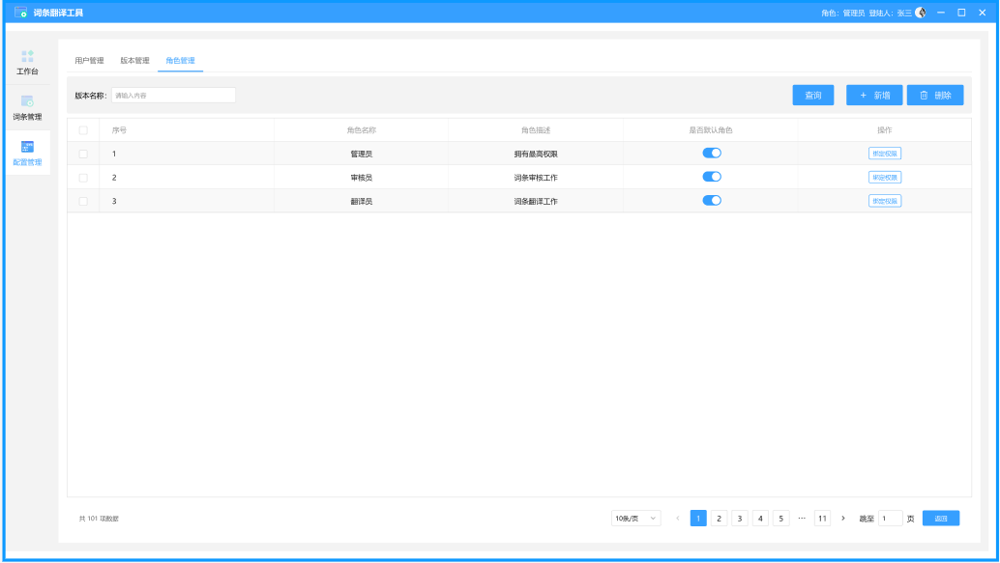 词条翻译工具
角色: 管理员 登陆人: 张三
工作台
词条管理
配置管理
用户管理 版本管理 角色管理
版本名称: 请输入内容 查询 + 新增 删除
序号 角色名称 角色描述 是否默认角色 操作
1 管理员 拥有最高权限 绑定权限
2 审核员 词条审核工作 绑定权限
3 翻译员 词条翻译工作 绑定权限
共 101 项数据 10条/页 < 1 2 3 4 5 ··· 11 > 跳至 1 页 返回